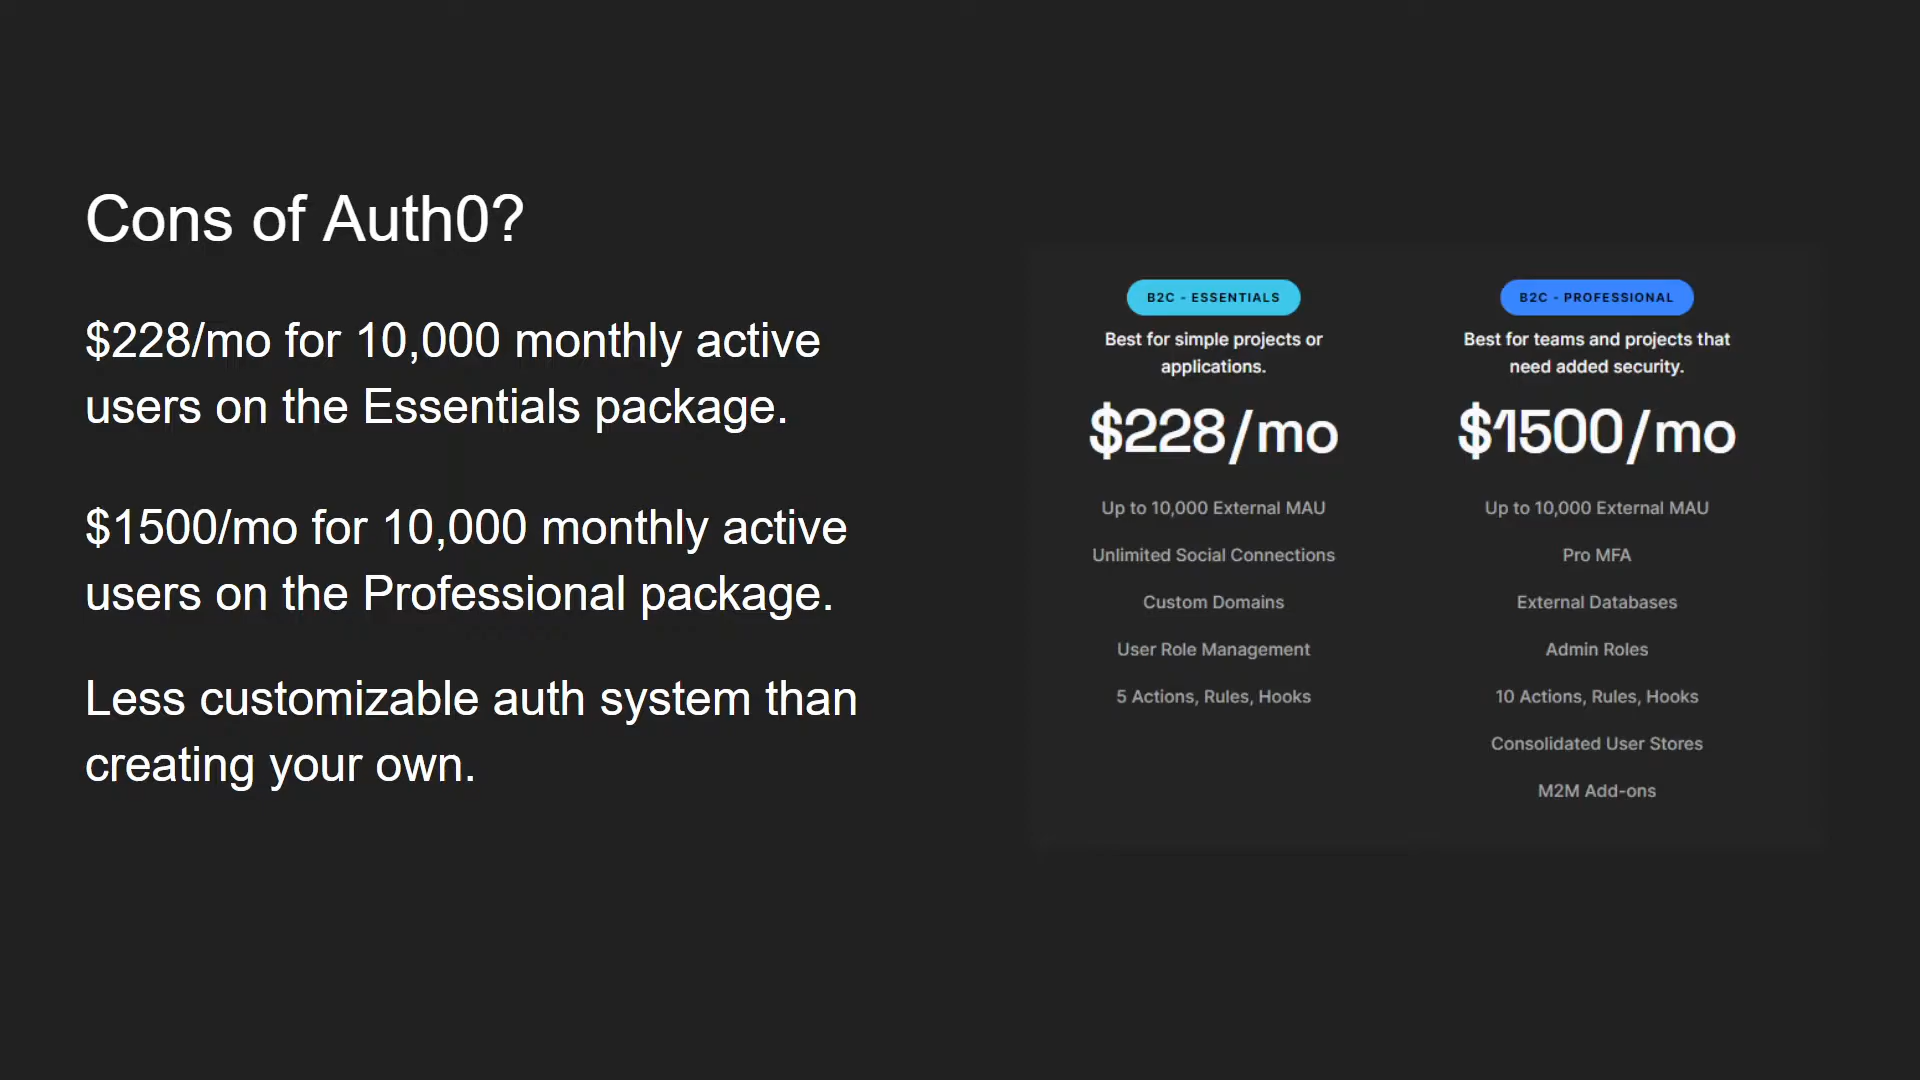 Cons of Auth0?
$228/mo for 10,000 monthly active
users on the Essentials package.
$1500/mo for 10,000 monthly active
users on the Professional package.
Less customizable auth system than
creating your own.
B2C - ESSENTIALS
Best for simple projects or
applications.
$228/mo
Up to 10,000 External MAU
Unlimited Social Connections
Custom Domains
User Role Management
5 Actions, Rules, Hooks
B2C - PROFESSIONAL
Best for teams and projects that
need added security.
$1500/mo
Up to 10,000 External MAU
Pro MFA
External Databases
Admin Roles
10 Actions, Rules, Hooks
Consolidated User Stores
M2M Add-ons